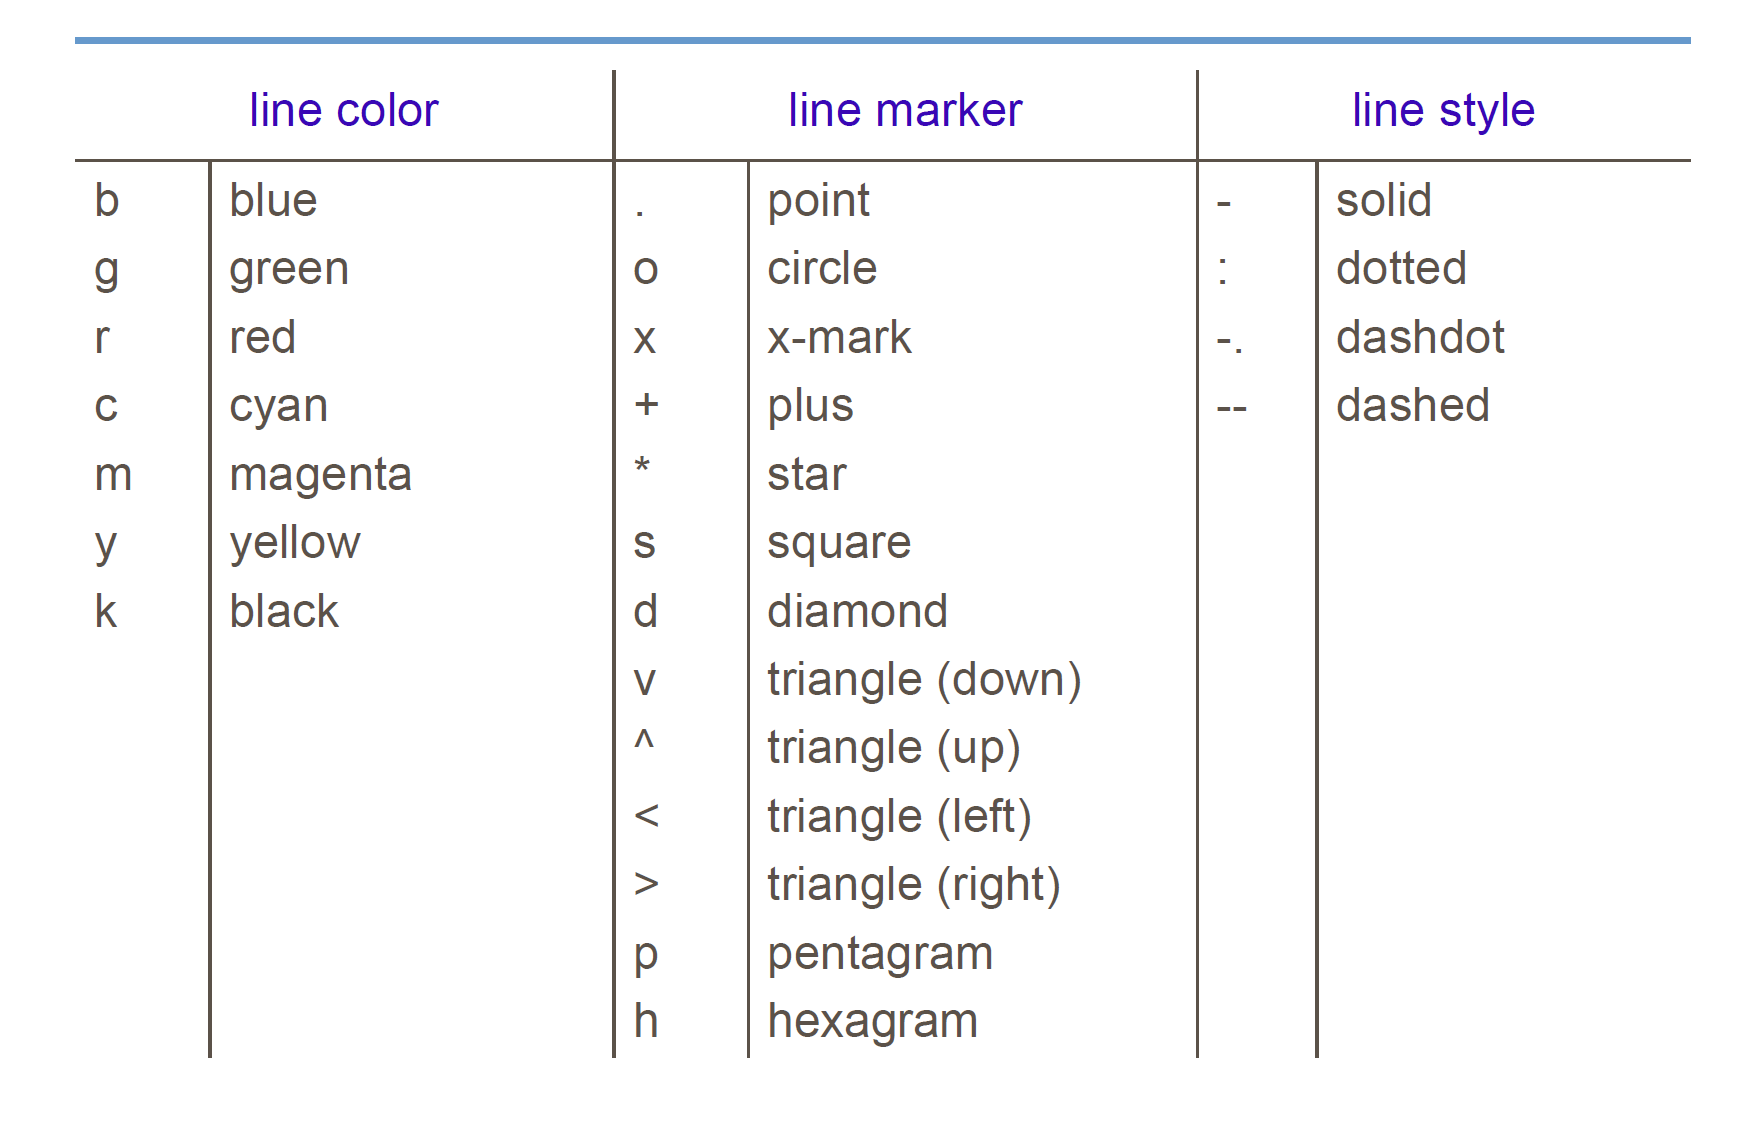 line color line marker line style
b blue . point - solid
g green o circle : dotted
r red x x-mark -. dashdot
c cyan + plus -- dashed
m magenta * star
y yellow s square
k black d diamond
v triangle (down)
^ triangle (up)
< triangle (left)
> triangle (right)
p pentagram
h hexagram